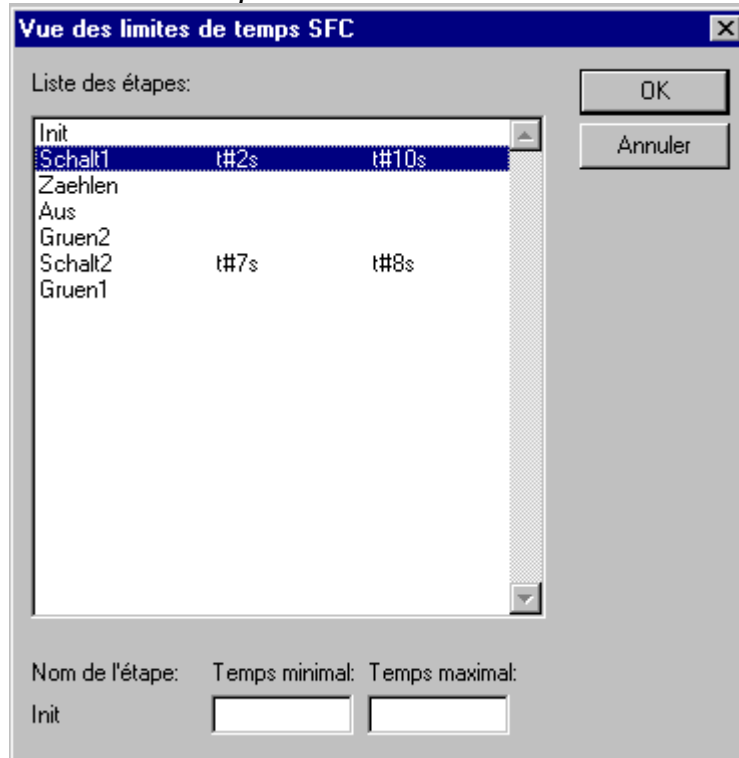 Vue des limites de temps SFC
Liste des étapes:
OK
Annuler
Init
Schalt1 t#2s t#10s
Zaehlen
Aus
Gruen2
Schalt2 t#7s t#8s
Gruen1
Nom de l'étape: Temps minimal: Temps maximal:
Init